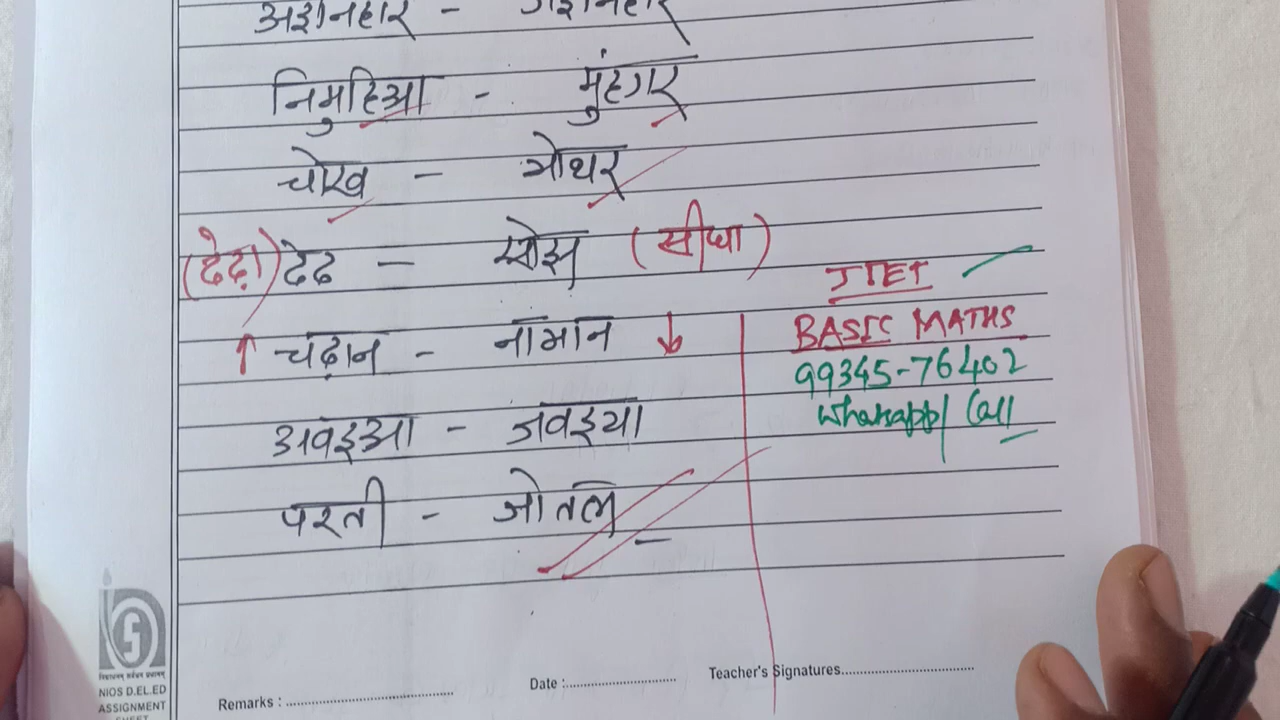 निमुहिआ - मुंहगर
चोख - भोथर
(टेढ़ा) टेढ - सोझ (सीधा)
↑ चढ़ान - नामान ↓
अवइआ - जवइया
परती - जोतल
JTET
BASIC MATHS
99345-76402
Whatsapp/Call
NIOS D.EL.ED
ASSIGNMENT
SHEET
Remarks :
Date :
Teacher's Signatures